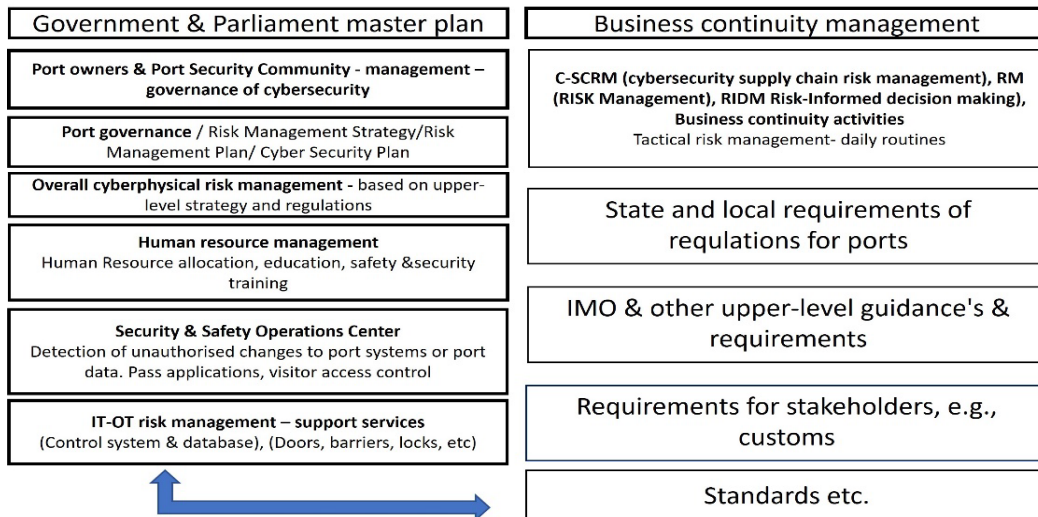 Government & Parliament master plan
Port owners & Port Security Community - management –
governance of cybersecurity
Port governance / Risk Management Strategy/Risk
Management Plan/ Cyber Security Plan
Overall cyberphysical risk management - based on upper-
level strategy and regulations
Human resource management
Human Resource allocation, education, safety &security
training
Security & Safety Operations Center
Detection of unauthorised changes to port systems or port
data. Pass applications, visitor access control
IT-OT risk management – support services
(Control system & database), (Doors, barriers, locks, etc)
Business continuity management
C-SCRM (cybersecurity supply chain risk management), RM
(RISK Management), RIDM Risk-Informed decision making),
Business continuity activities
Tactical risk management- daily routines
State and local requirements of
requlations for ports
IMO & other upper-level guidance's &
requirements
Requirements for stakeholders, e.g.,
customs
Standards etc.